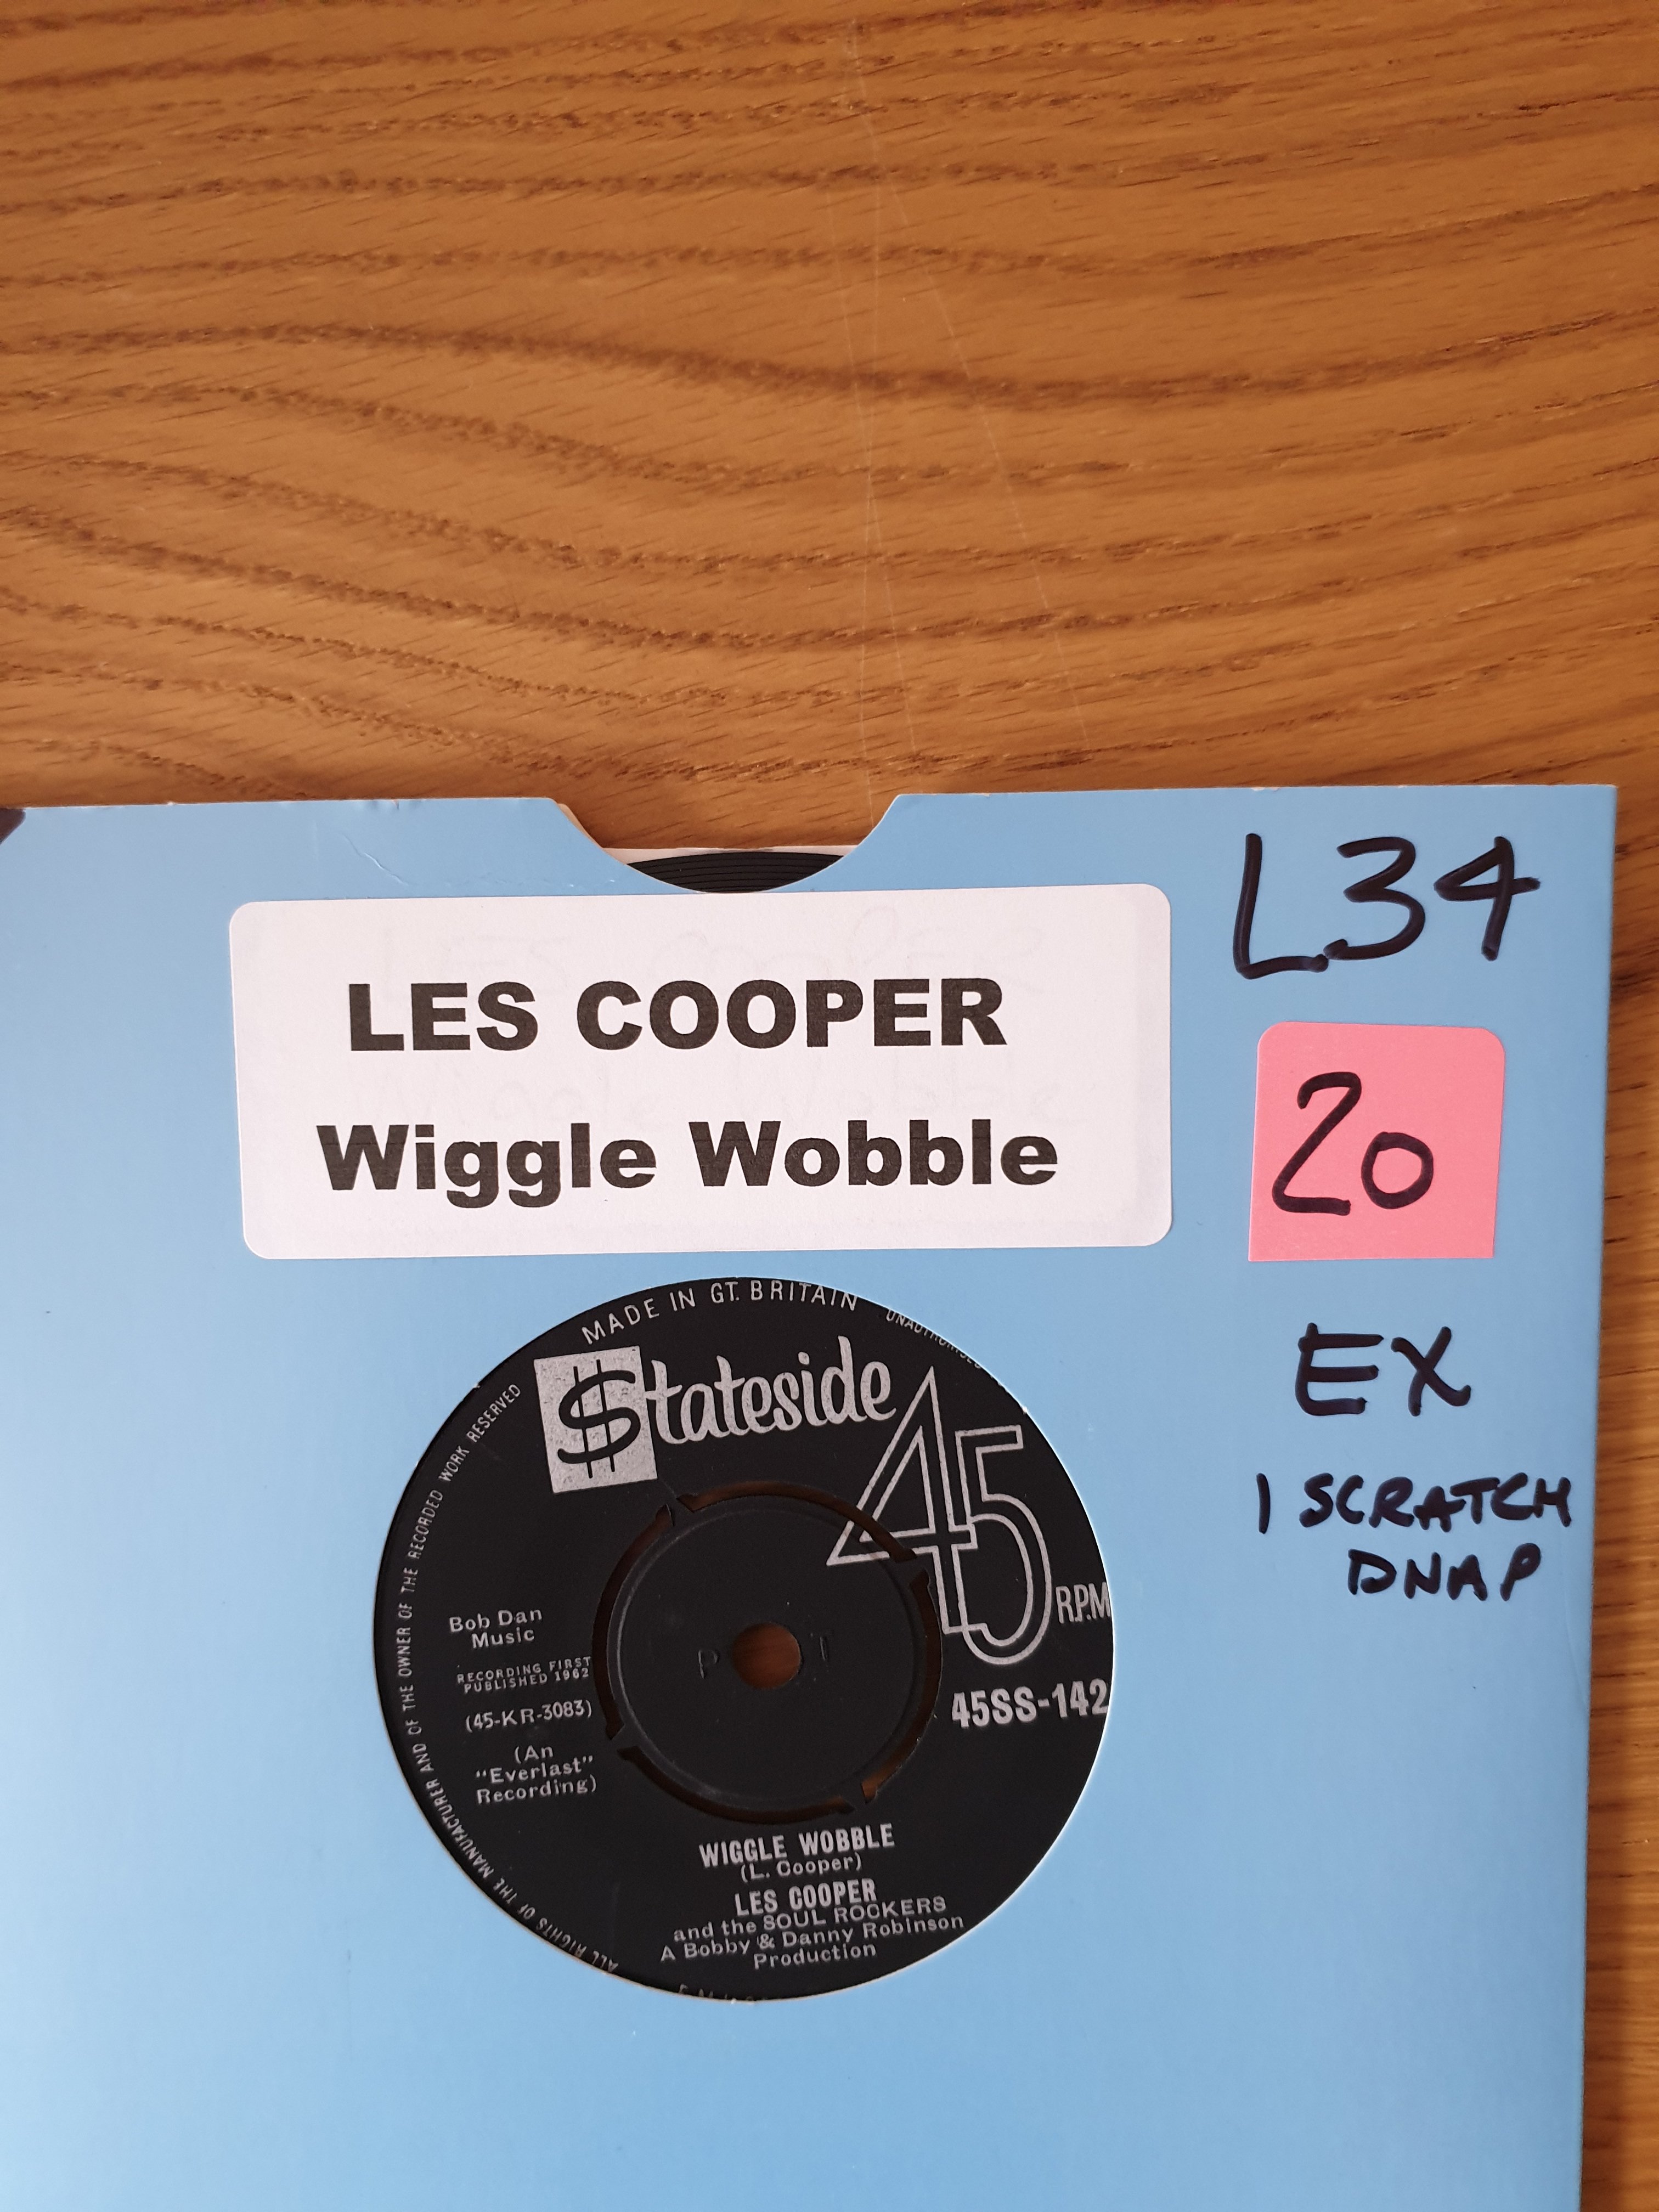 L34
LES COOPER
Wiggle Wobble
20
EX
1 SCRATCH
DNAP
MADE IN GT. BRITAIN
UNAUTHORISED
$tateside
45
R.P.M
ALL RIGHTS OF THE MANUFACTURER AND OF THE OWNER OF THE RECORDED WORK RESERVED
Bob Dan
Music
RECORDING FIRST
PUBLISHED 1962
(45-KR-3083)
(An
"Everlast"
Recording)
P T
45SS-142
WIGGLE WOBBLE
(L. Cooper)
LES COOPER
and the SOUL ROCKERS
A Bobby & Danny Robinson
Production